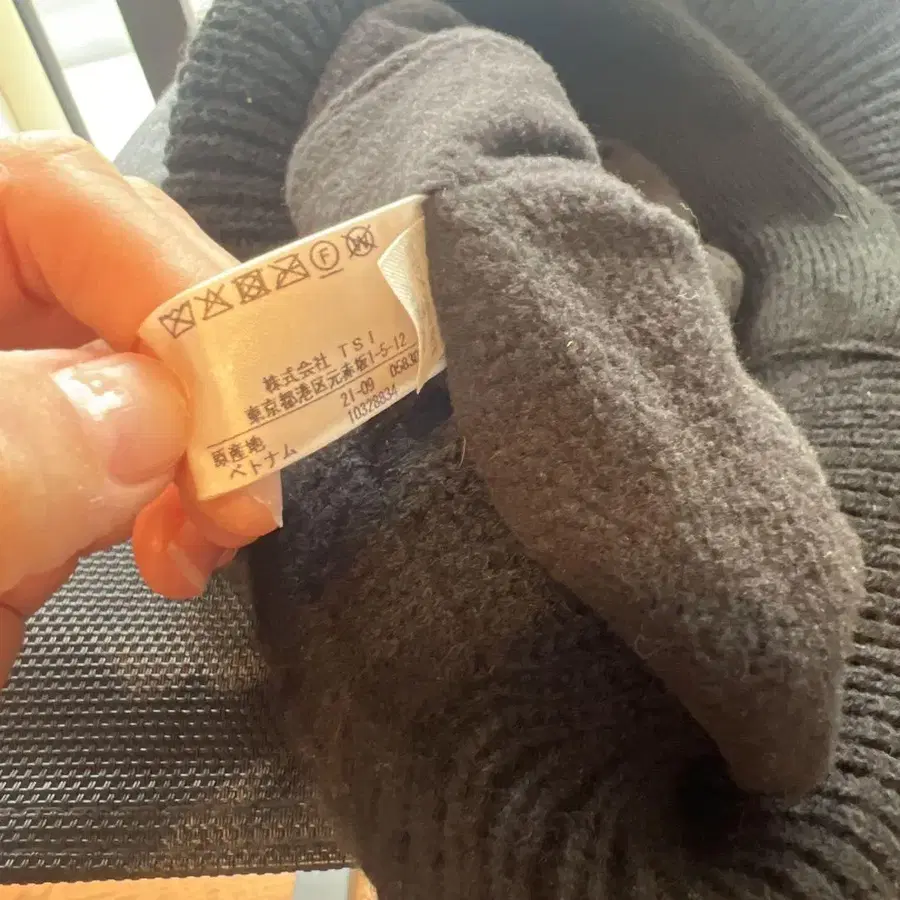 F W
株式会社 TSI
東京都港区元赤坂1-5-12
21-09
10328834
原産地
ベトナム